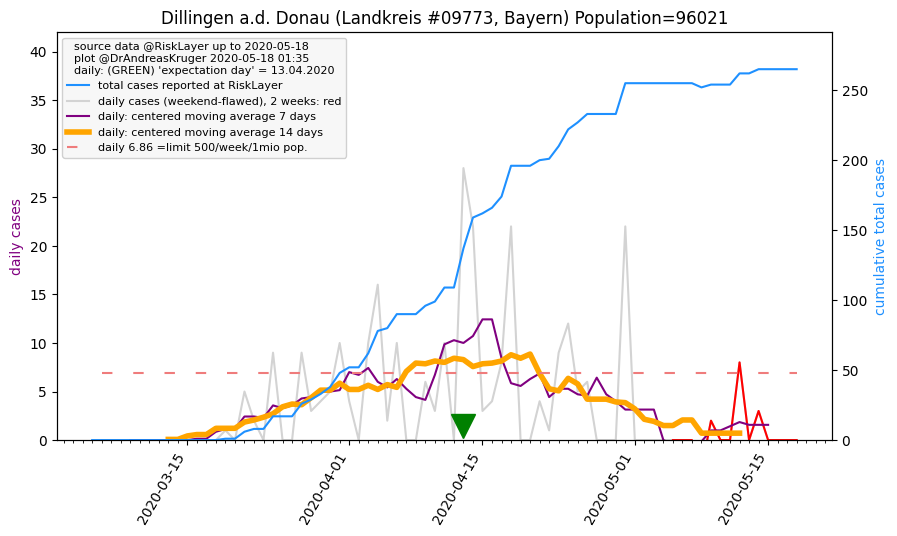 Dillingen a.d. Donau (Landkreis #09773, Bayern) Population=96021
source data @RiskLayer up to 2020-05-18
plot @DrAndreasKruger 2020-05-18 01:35
daily: (GREEN) 'expectation day' = 13.04.2020
total cases reported at RiskLayer
daily cases (weekend-flawed), 2 weeks: red
daily: centered moving average 7 days
daily: centered moving average 14 days
daily 6.86 =limit 500/week/1mio pop.
daily cases
40
35
30
25
20
15
10
5
0
cumulative total cases
250
200
150
100
50
0
2020-03-15
2020-04-01
2020-04-15
2020-05-01
2020-05-15